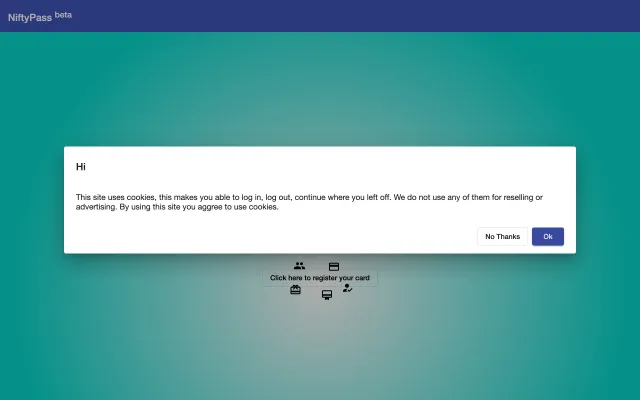 NiftyPass beta
Hi
This site uses cookies, this makes you able to log in, log out, continue where you left off. We do not use any of them for reselling or
advertising. By using this site you aggree to use cookies.
No Thanks Ok
Click here to register your card